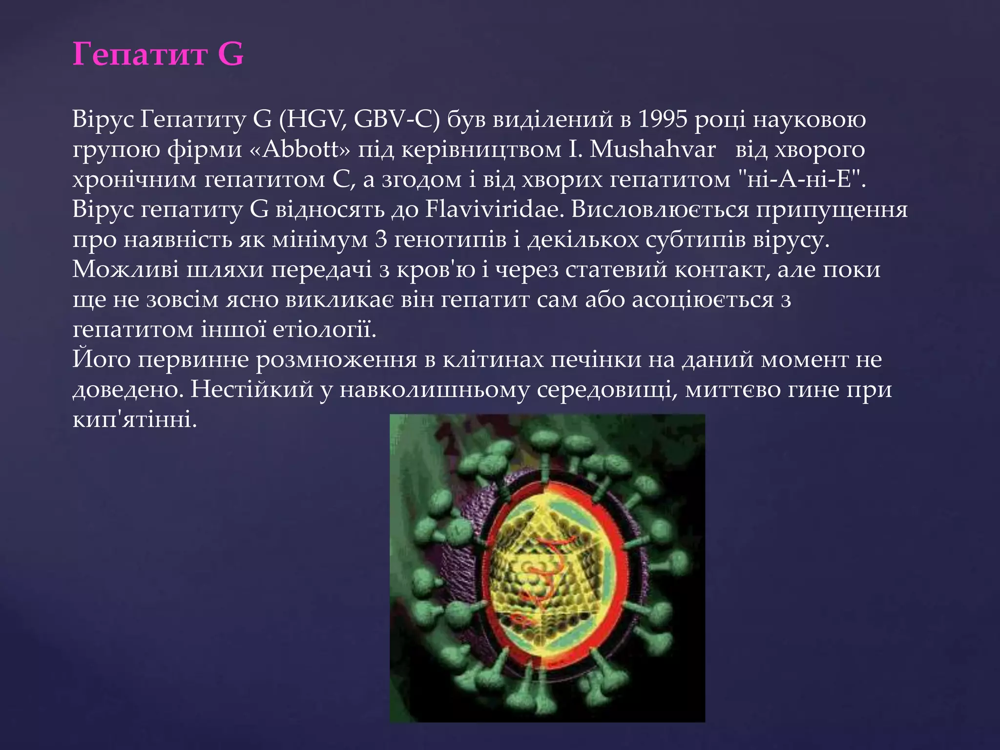 Гепатит G
Вірус Гепатиту G (HGV, GBV-C) був виділений в 1995 році науковою
групою фірми «Abbott» під керівництвом I. Mushahvar від хворого
хронічним гепатитом С, а згодом і від хворих гепатитом "ні-А-ні-Е".
Вірус гепатиту G відносять до Flaviviridae. Висловлюється припущення
про наявність як мінімум 3 генотипів і декількох субтипів вірусу.
Можливі шляхи передачі з кров'ю і через статевий контакт, але поки
ще не зовсім ясно викликає він гепатит сам або асоціюється з
гепатитом іншої етіології.
Його первинне розмноження в клітинах печінки на даний момент не
доведено. Нестійкий у навколишньому середовищі, миттєво гине при
кип'ятінні.